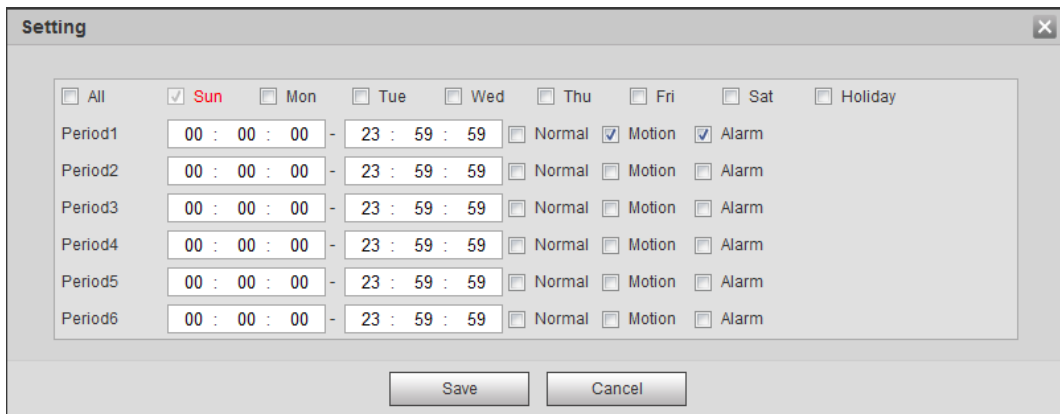 Setting
All Sun Mon Tue Wed Thu Fri Sat Holiday
Period1 00 : 00 : 00 - 23 : 59 : 59 Normal Motion Alarm
Period2 00 : 00 : 00 - 23 : 59 : 59 Normal Motion Alarm
Period3 00 : 00 : 00 - 23 : 59 : 59 Normal Motion Alarm
Period4 00 : 00 : 00 - 23 : 59 : 59 Normal Motion Alarm
Period5 00 : 00 : 00 - 23 : 59 : 59 Normal Motion Alarm
Period6 00 : 00 : 00 - 23 : 59 : 59 Normal Motion Alarm
Save Cancel